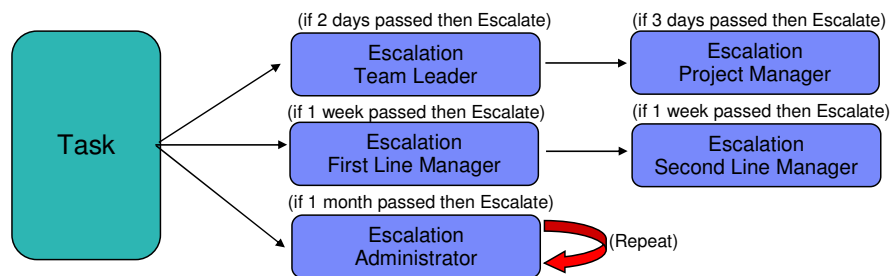 (if 2 days passed then Escalate)
(if 3 days passed then Escalate)
Escalation
Team Leader
Escalation
Project Manager
Task
(if 1 week passed then Escalate)
(if 1 week passed then Escalate)
Escalation
First Line Manager
Escalation
Second Line Manager
(if 1 month passed then Escalate)
Escalation
Administrator
(Repeat)